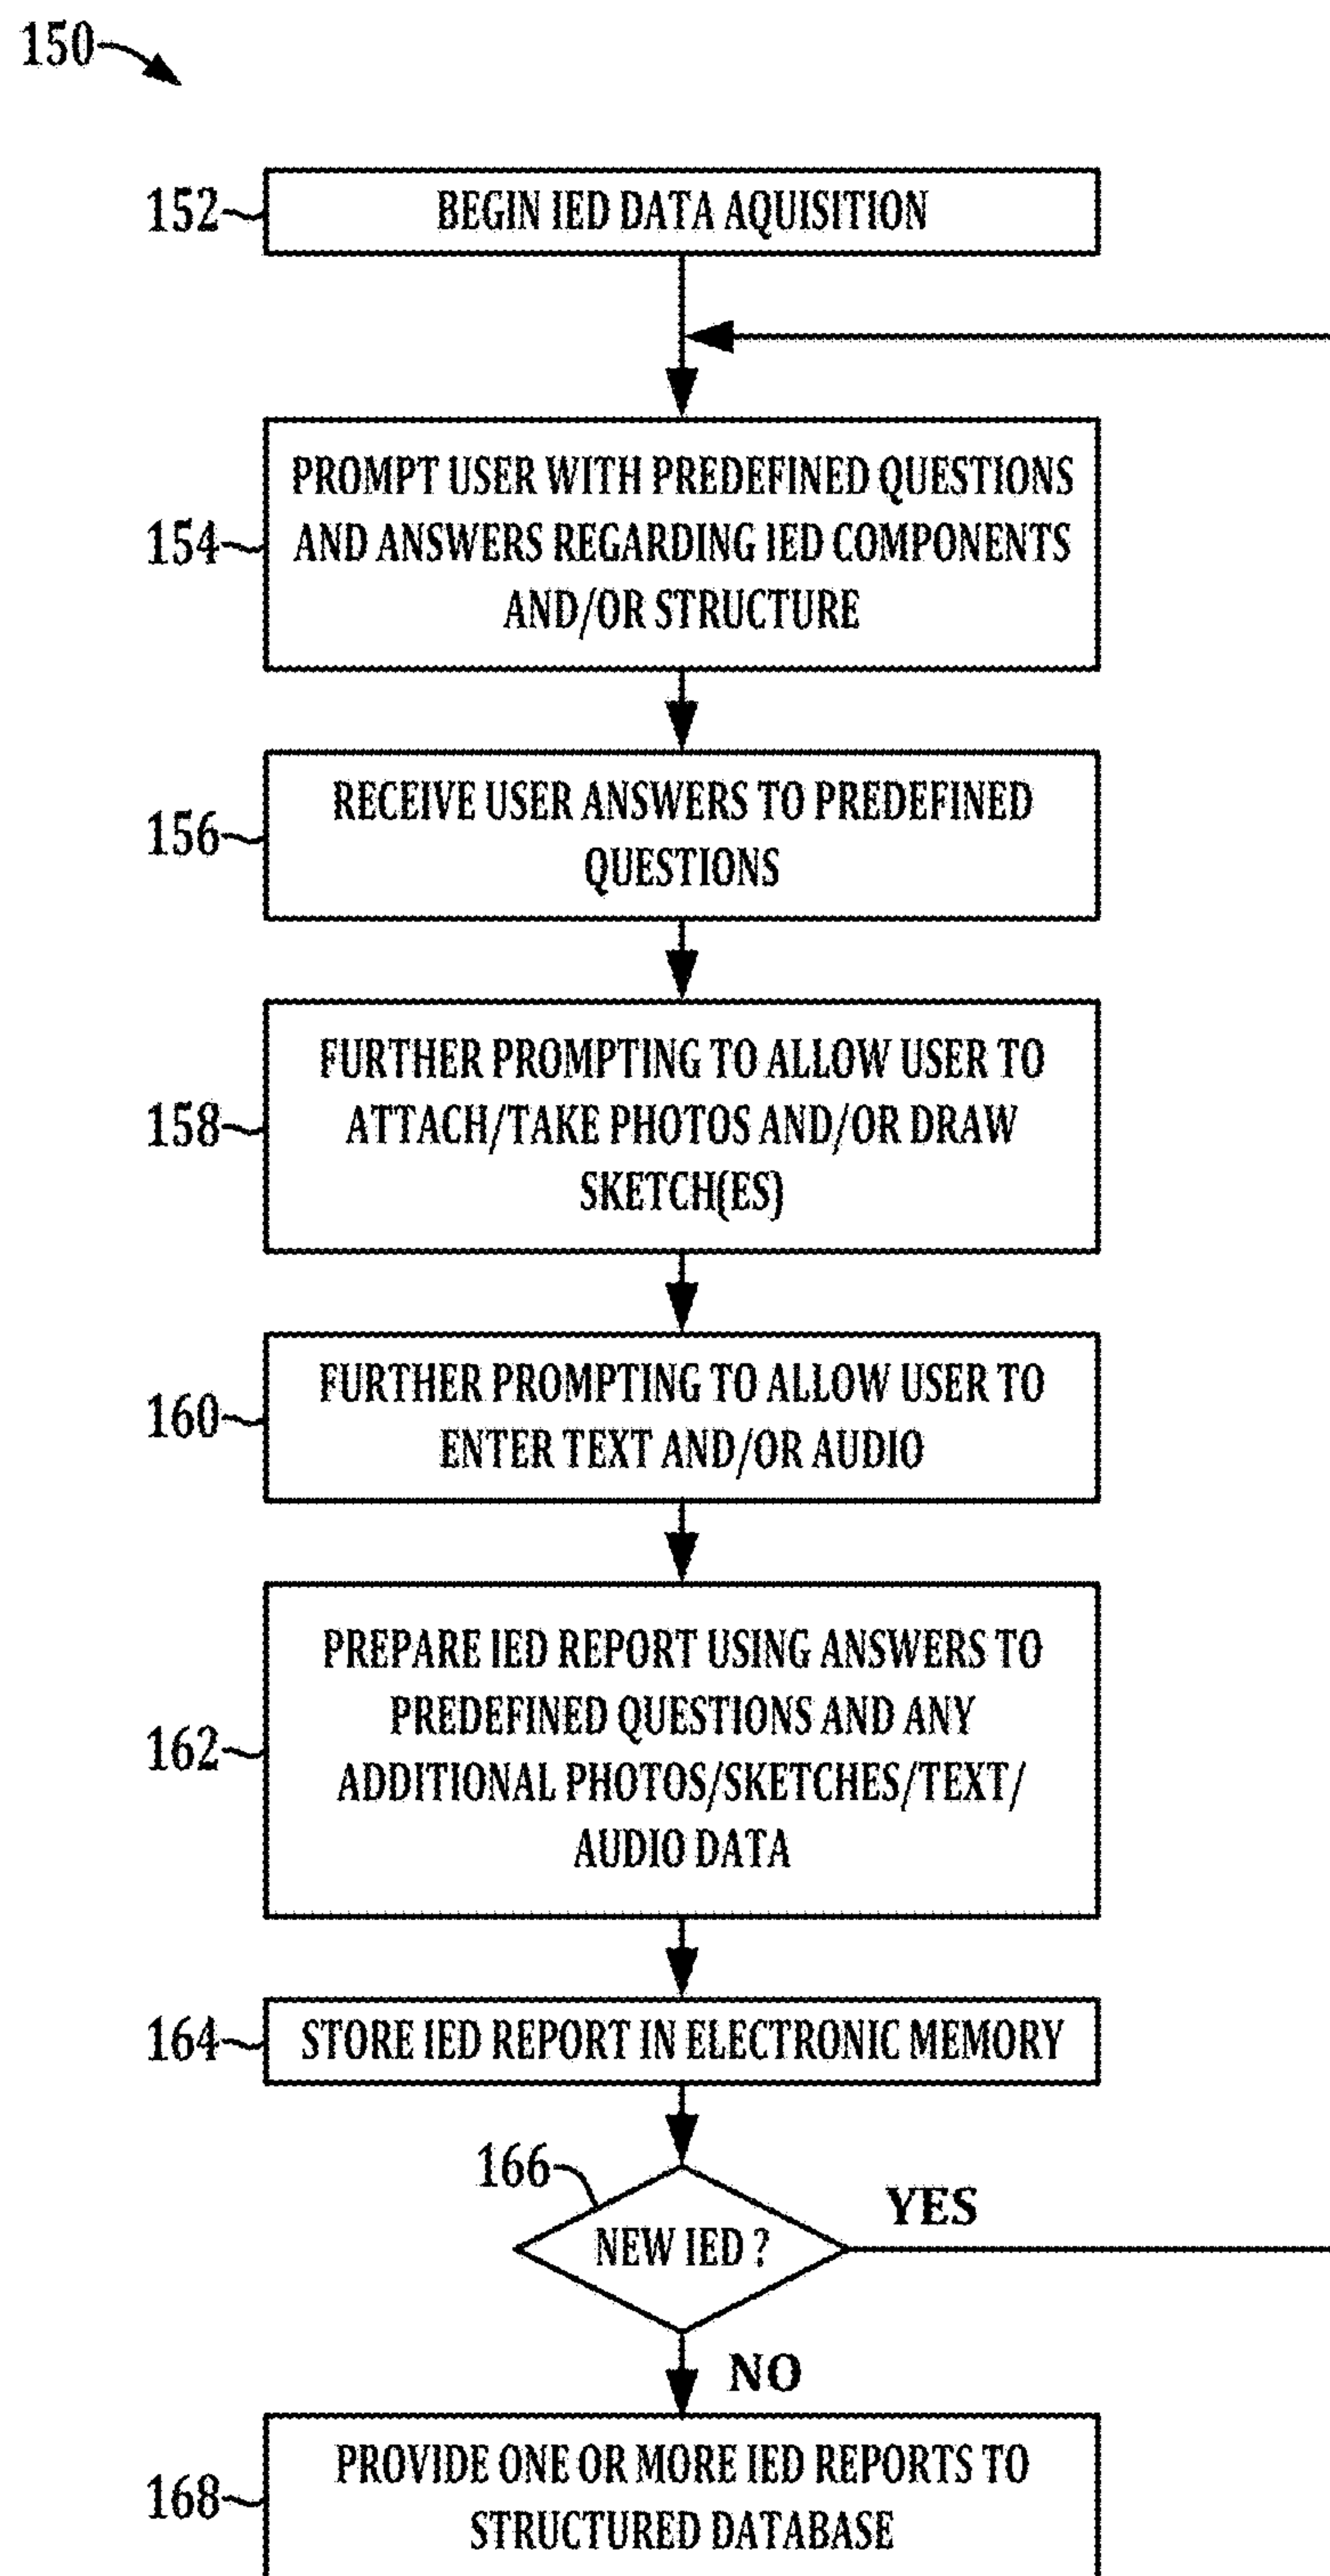 150
152
BEGIN IED DATA AQUISITION
154
PROMPT USER WITH PREDEFINED QUESTIONS
AND ANSWERS REGARDING IED COMPONENTS
AND/OR STRUCTURE
156
RECEIVE USER ANSWERS TO PREDEFINED
QUESTIONS
158
FURTHER PROMPTING TO ALLOW USER TO
ATTACH/TAKE PHOTOS AND/OR DRAW
SKETCH(ES)
160
FURTHER PROMPTING TO ALLOW USER TO
ENTER TEXT AND/OR AUDIO
162
PREPARE IED REPORT USING ANSWERS TO
PREDEFINED QUESTIONS AND ANY
ADDITIONAL PHOTOS/SKETCHES/TEXT/
AUDIO DATA
164
STORE IED REPORT IN ELECTRONIC MEMORY
166
NEW IED ?
YES
NO
168
PROVIDE ONE OR MORE IED REPORTS TO
STRUCTURED DATABASE